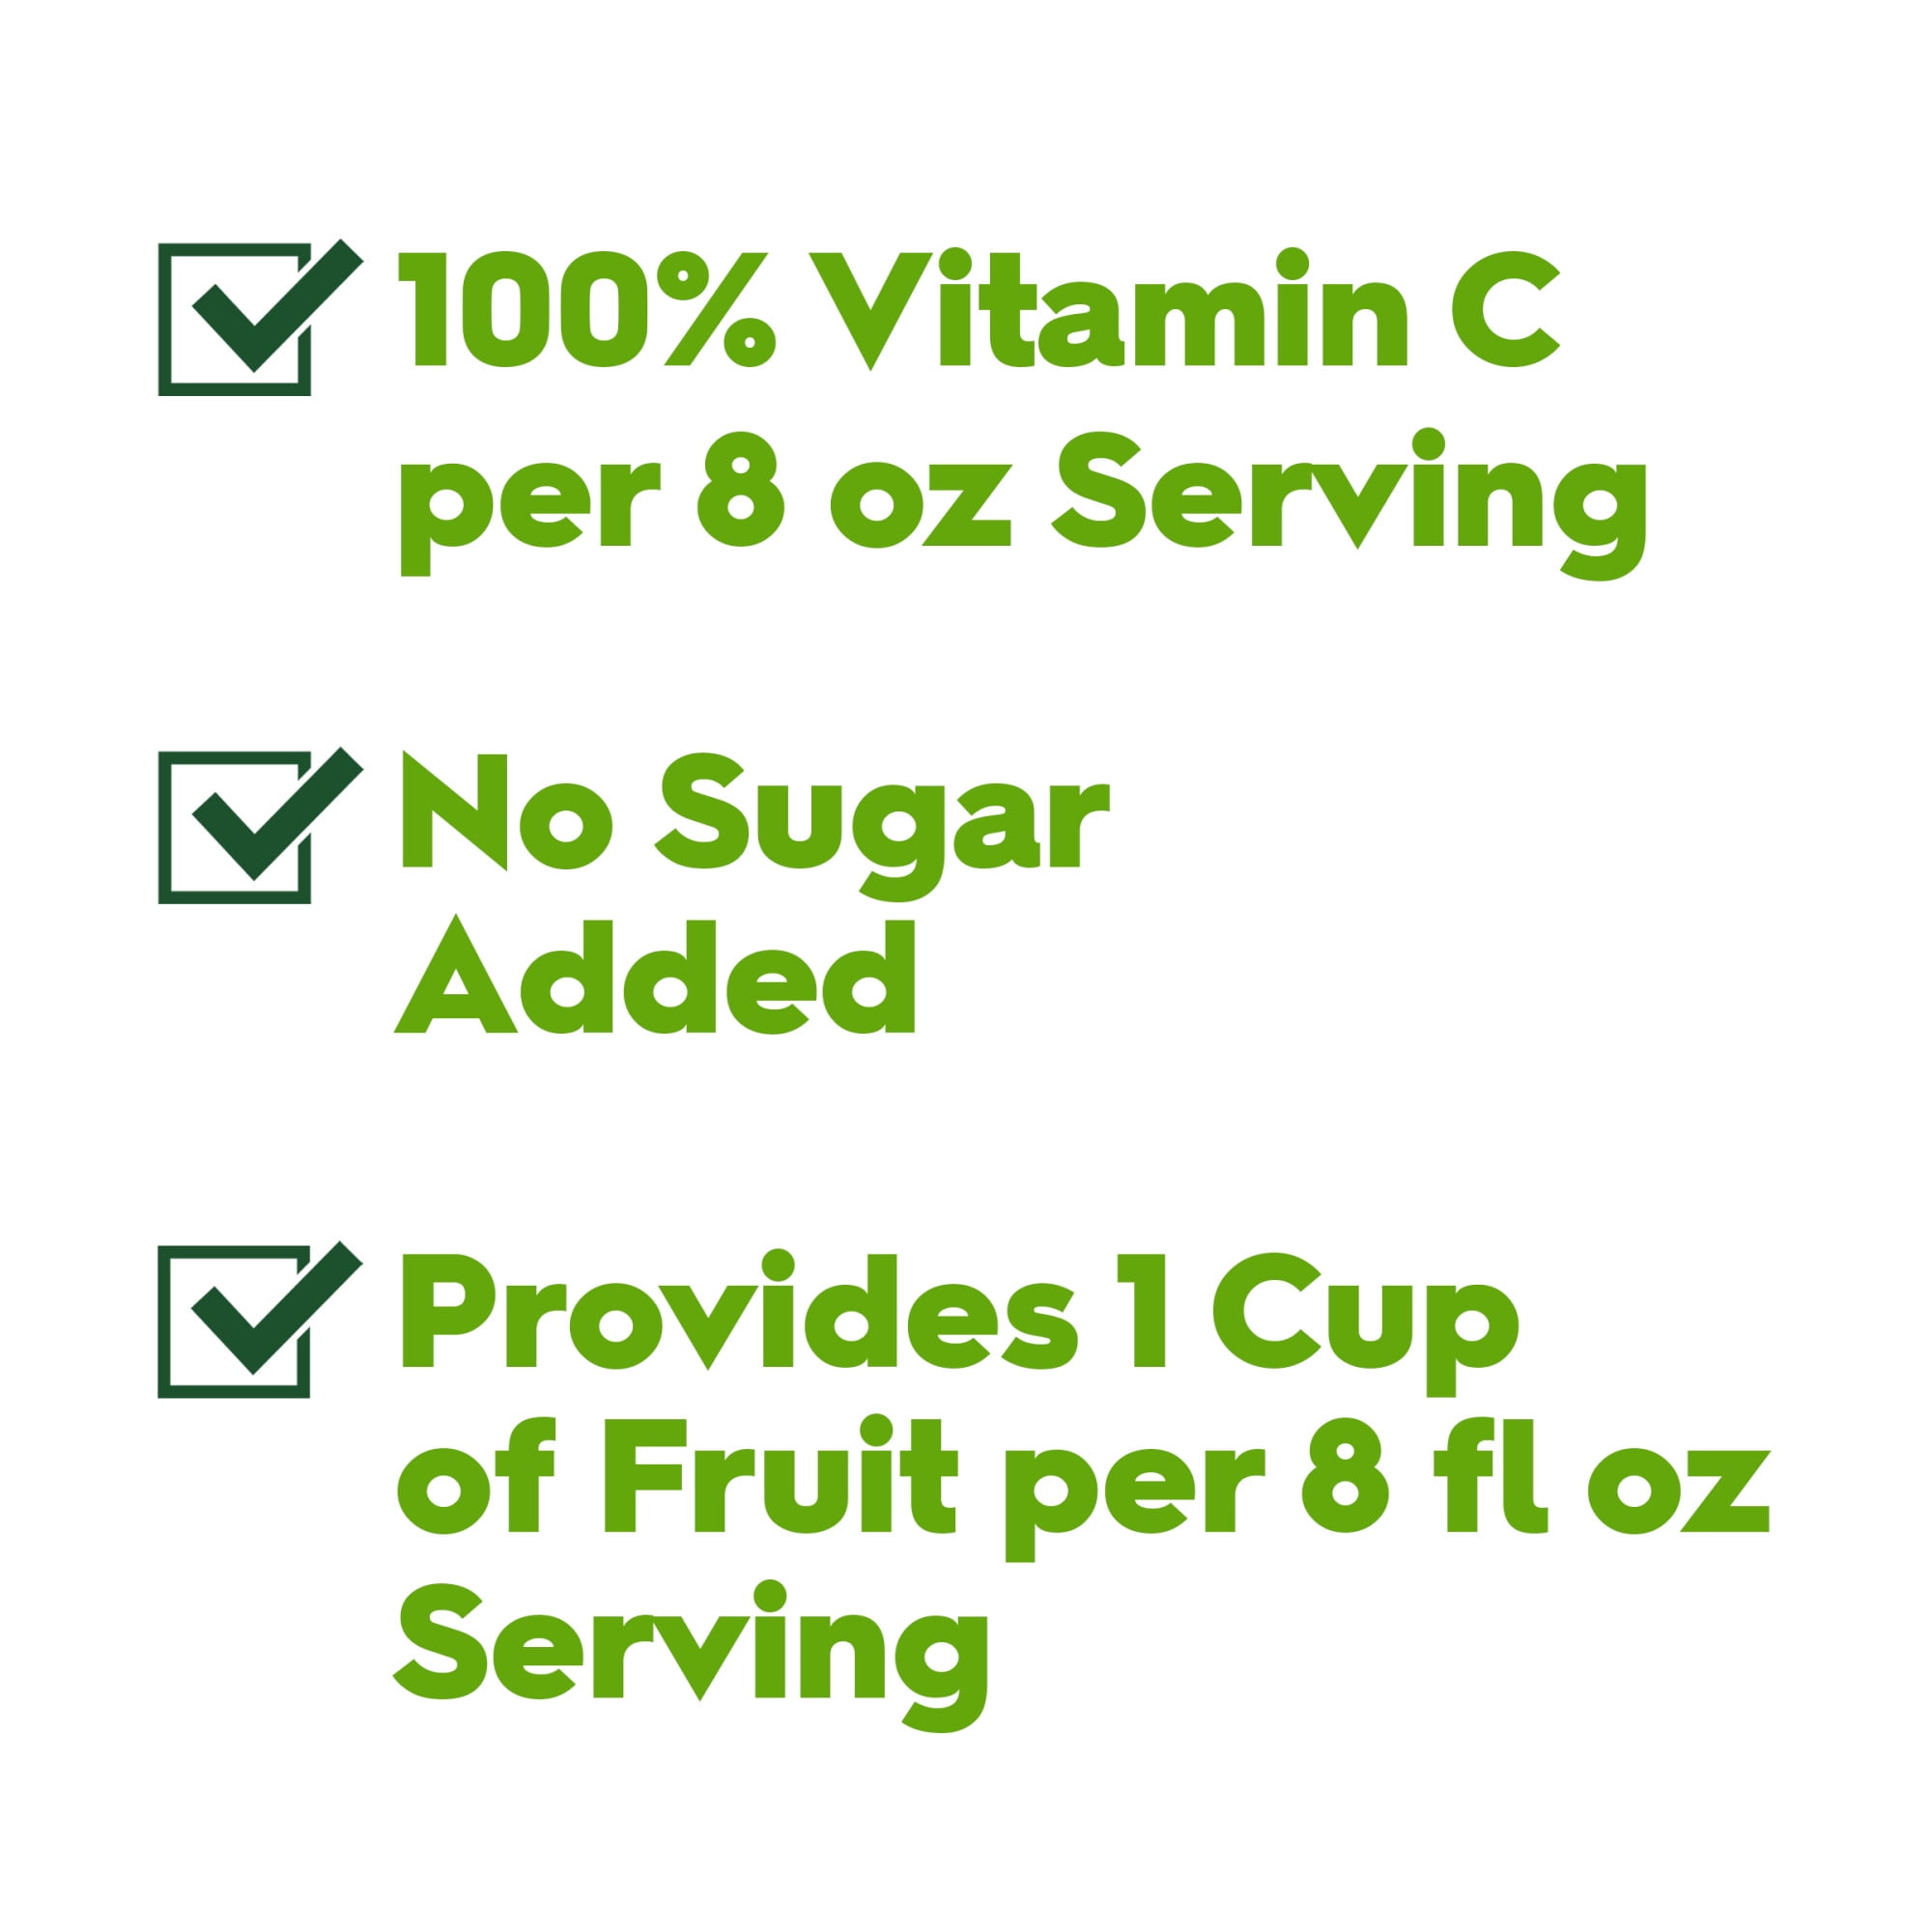 100% Vitamin C
per 8 oz Serving
No Sugar
Added
Provides 1 Cup
of Fruit per 8 fl oz
Serving